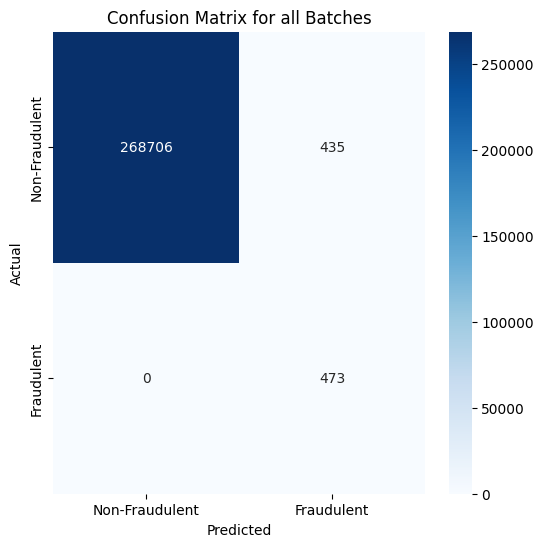 Confusion Matrix for all Batches
Non-Fraudulent
268706
435
Actual
Fraudulent
0
473
Non-Fraudulent
Fraudulent
Predicted
250000
200000
150000
100000
50000
0